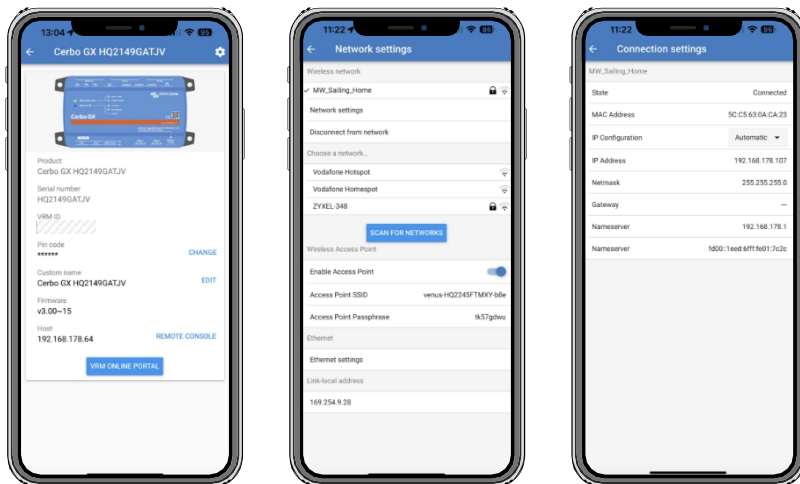 13:04
86
Cerbo GX HQ2149GATJV
Cerbo GX
Product
Cerbo GX HQ2149GATJV
Serial number
HQ2149GATJV
VRM ID
Pin code
******
CHANGE
Custom name
Cerbo GX HQ2149GATJV
EDIT
Firmware
v3.00~15
Host
192.168.178.64
REMOTE CONSOLE
VRM ONLINE PORTAL
11:22
86
Network settings
Wireless network
MW_Sailing_Home
Network settings
Disconnect from network
Choose a network...
Vodafone Hotspot
Vodafone Homespot
ZYXEL-348
SCAN FOR NETWORKS
Wireless Access Point
Enable Access Point
Access Point SSID venus-HQ2245FTMXY-b8e
Access Point Passphrase tk57gdwu
Ethernet
Ethernet settings
Link-local address
169.254.9.28
11:22
86
Connection settings
MW_Sailing_Home
State Connected
MAC Address 5C:C5:63:0A:CA:23
IP Configuration Automatic
IP Address 192.168.178.107
Netmask 255.255.255.0
Gateway —
Nameserver 192.168.178.1
Nameserver fd00::1eed:6fff:fe01:7c2c